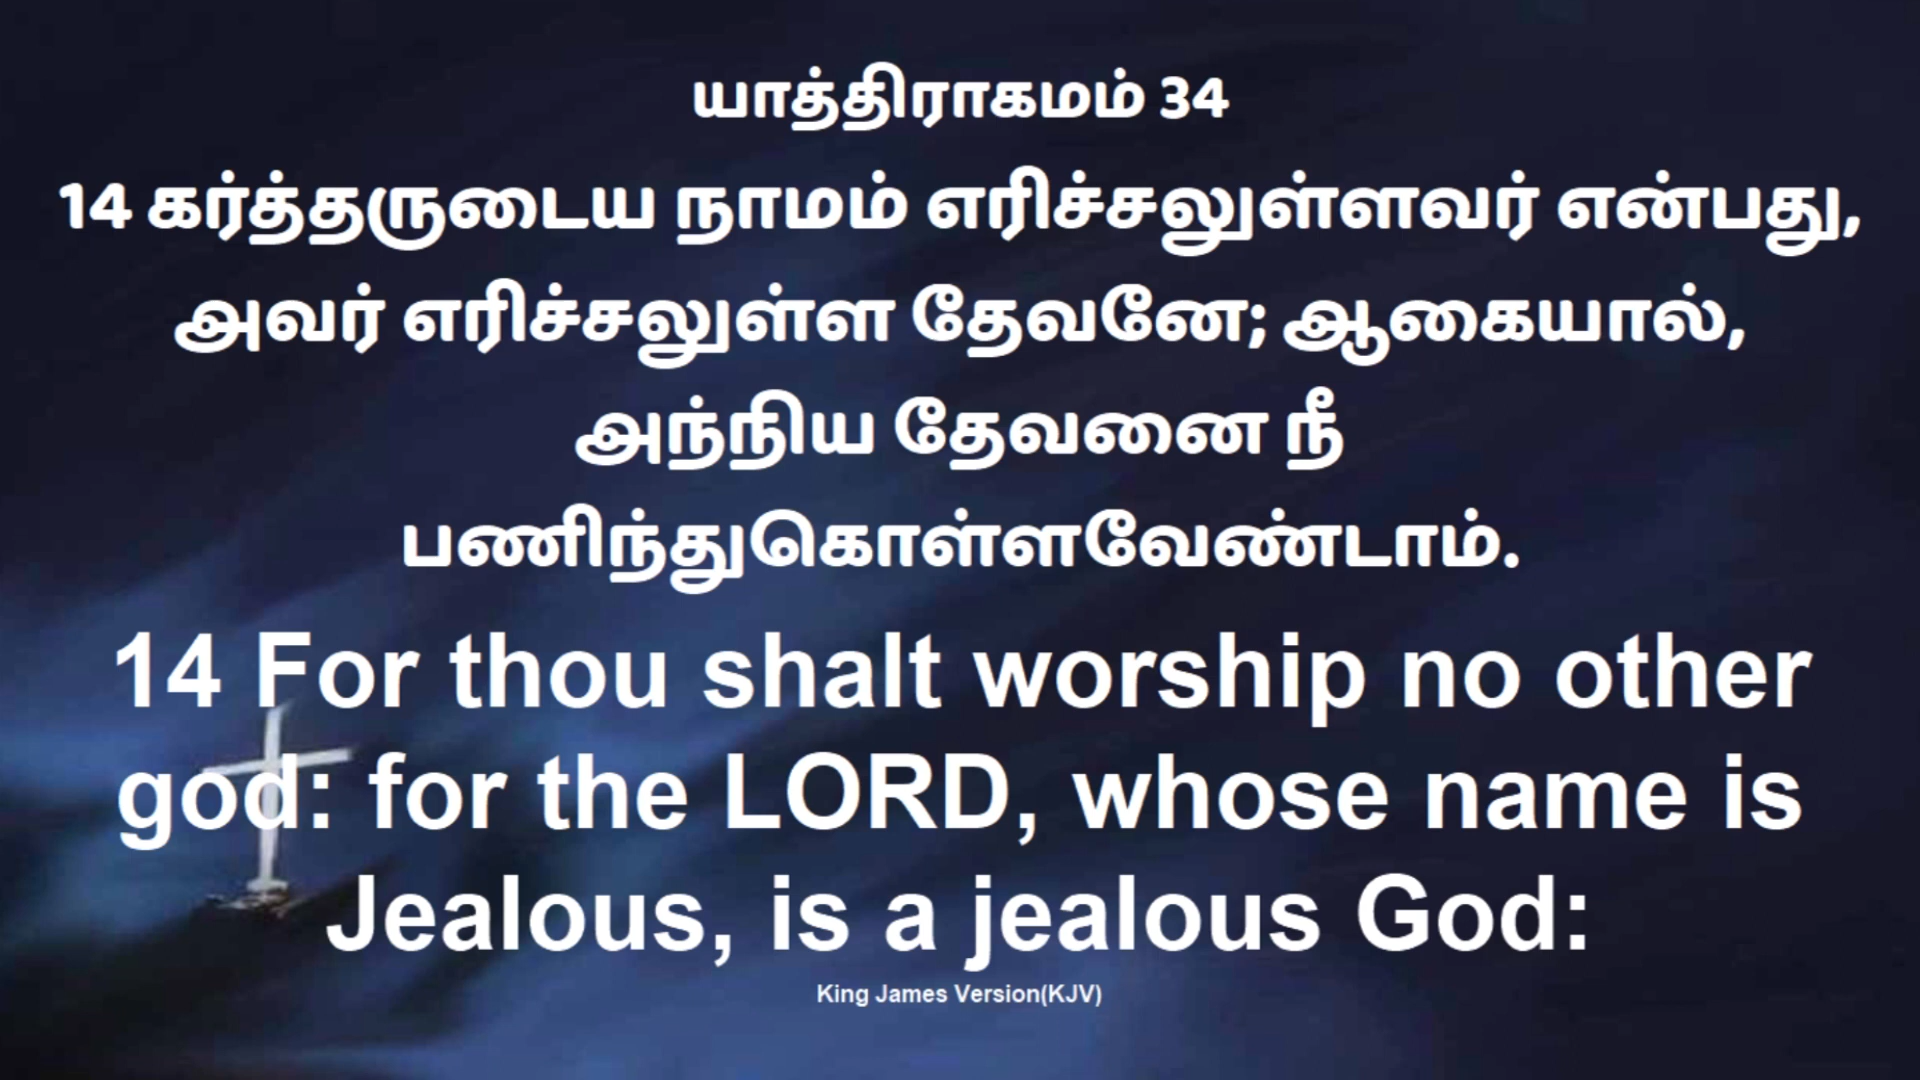 யாத்திராகமம் 34
14 கர்த்தருடைய நாமம் எரிச்சலுள்ளவர் என்பது,
அவர் எரிச்சலுள்ள தேவனே; ஆகையால்,
அந்நிய தேவனை நீ
பணிந்துகொள்ளவேண்டாம்.
14 For thou shalt worship no other
god: for the LORD, whose name is
Jealous, is a jealous God:
King James Version(KJV)